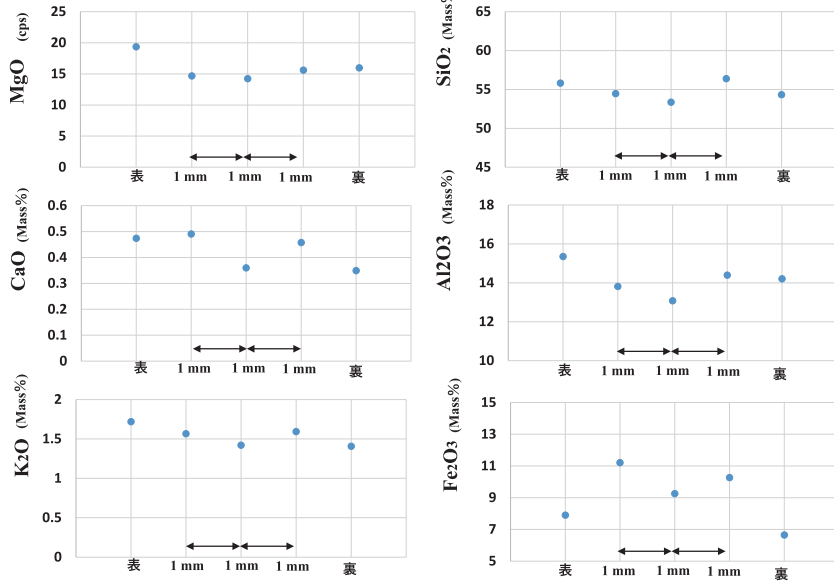 MgO (cps)
25
20
15
10
5
0
表 1 mm 1 mm 1 mm 裏
SiO2 (Mass%)
65
60
55
50
45
表 1 mm 1 mm 1 mm 裏
CaO (Mass%)
0.6
0.5
0.4
0.3
0.2
0.1
0
表 1 mm 1 mm 1 mm 裏
Al2O3 (Mass%)
18
16
14
12
10
表 1 mm 1 mm 1 mm 裏
K2O (Mass%)
2
1.5
1
0.5
0
表 1 mm 1 mm 1 mm 裏
Fe2O3 (Mass%)
15
13
11
9
7
5
表 1 mm 1 mm 1 mm 裏